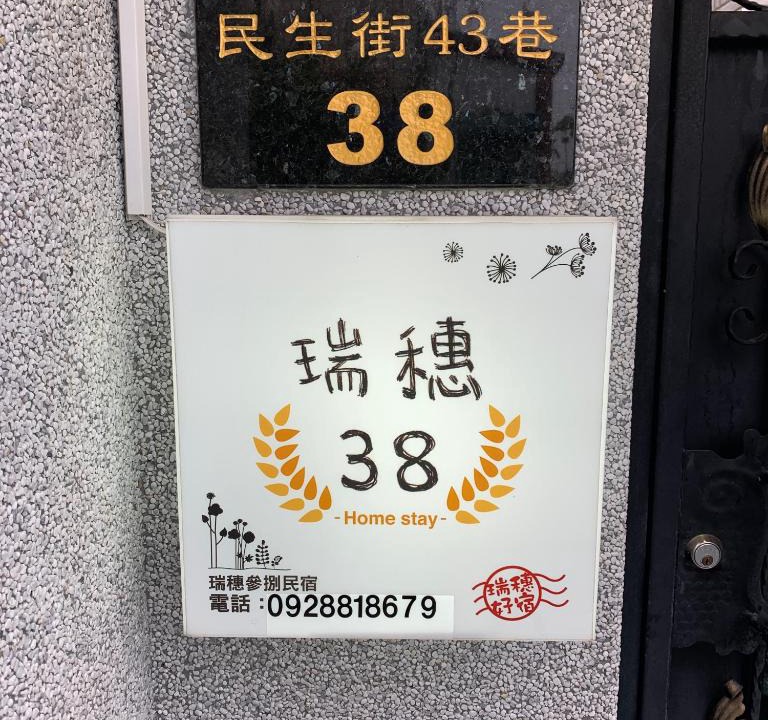 民生街43巷
38
瑞穗
38
-Home stay-
瑞穗參捌民宿
電話：0928818679
瑞穗
好宿